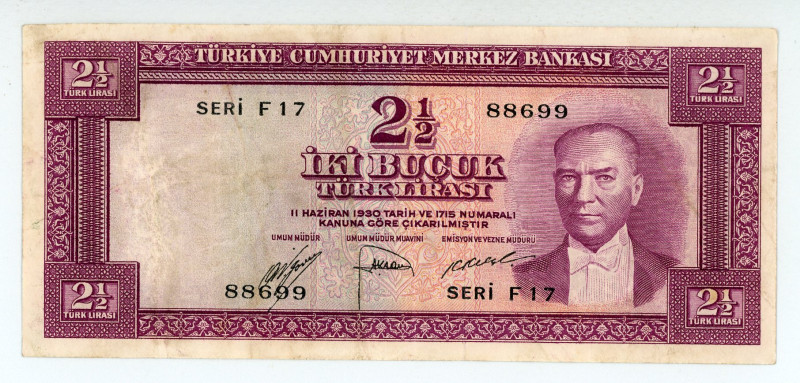 TÜRKİYE CUMHURİYET MERKEZ BANKASI
2½ 2½
TÜRK LİRASI TÜRK LİRASI
SERİ F 17 2½ 88699
İKİ BUÇUK
TÜRK LİRASI
11 HAZİRAN 1930 TARİH VE 1715 NUMARALI
KANUNA GÖRE ÇIKARILMIŞTIR
UMUM MÜDÜR UMUM MÜDÜR MUAVİNİ EMİSYON VE VEZNE MÜDÜRÜ
88699 SERİ F 17
2½ 2½
TÜRK LİRASI TÜRK LİRASI